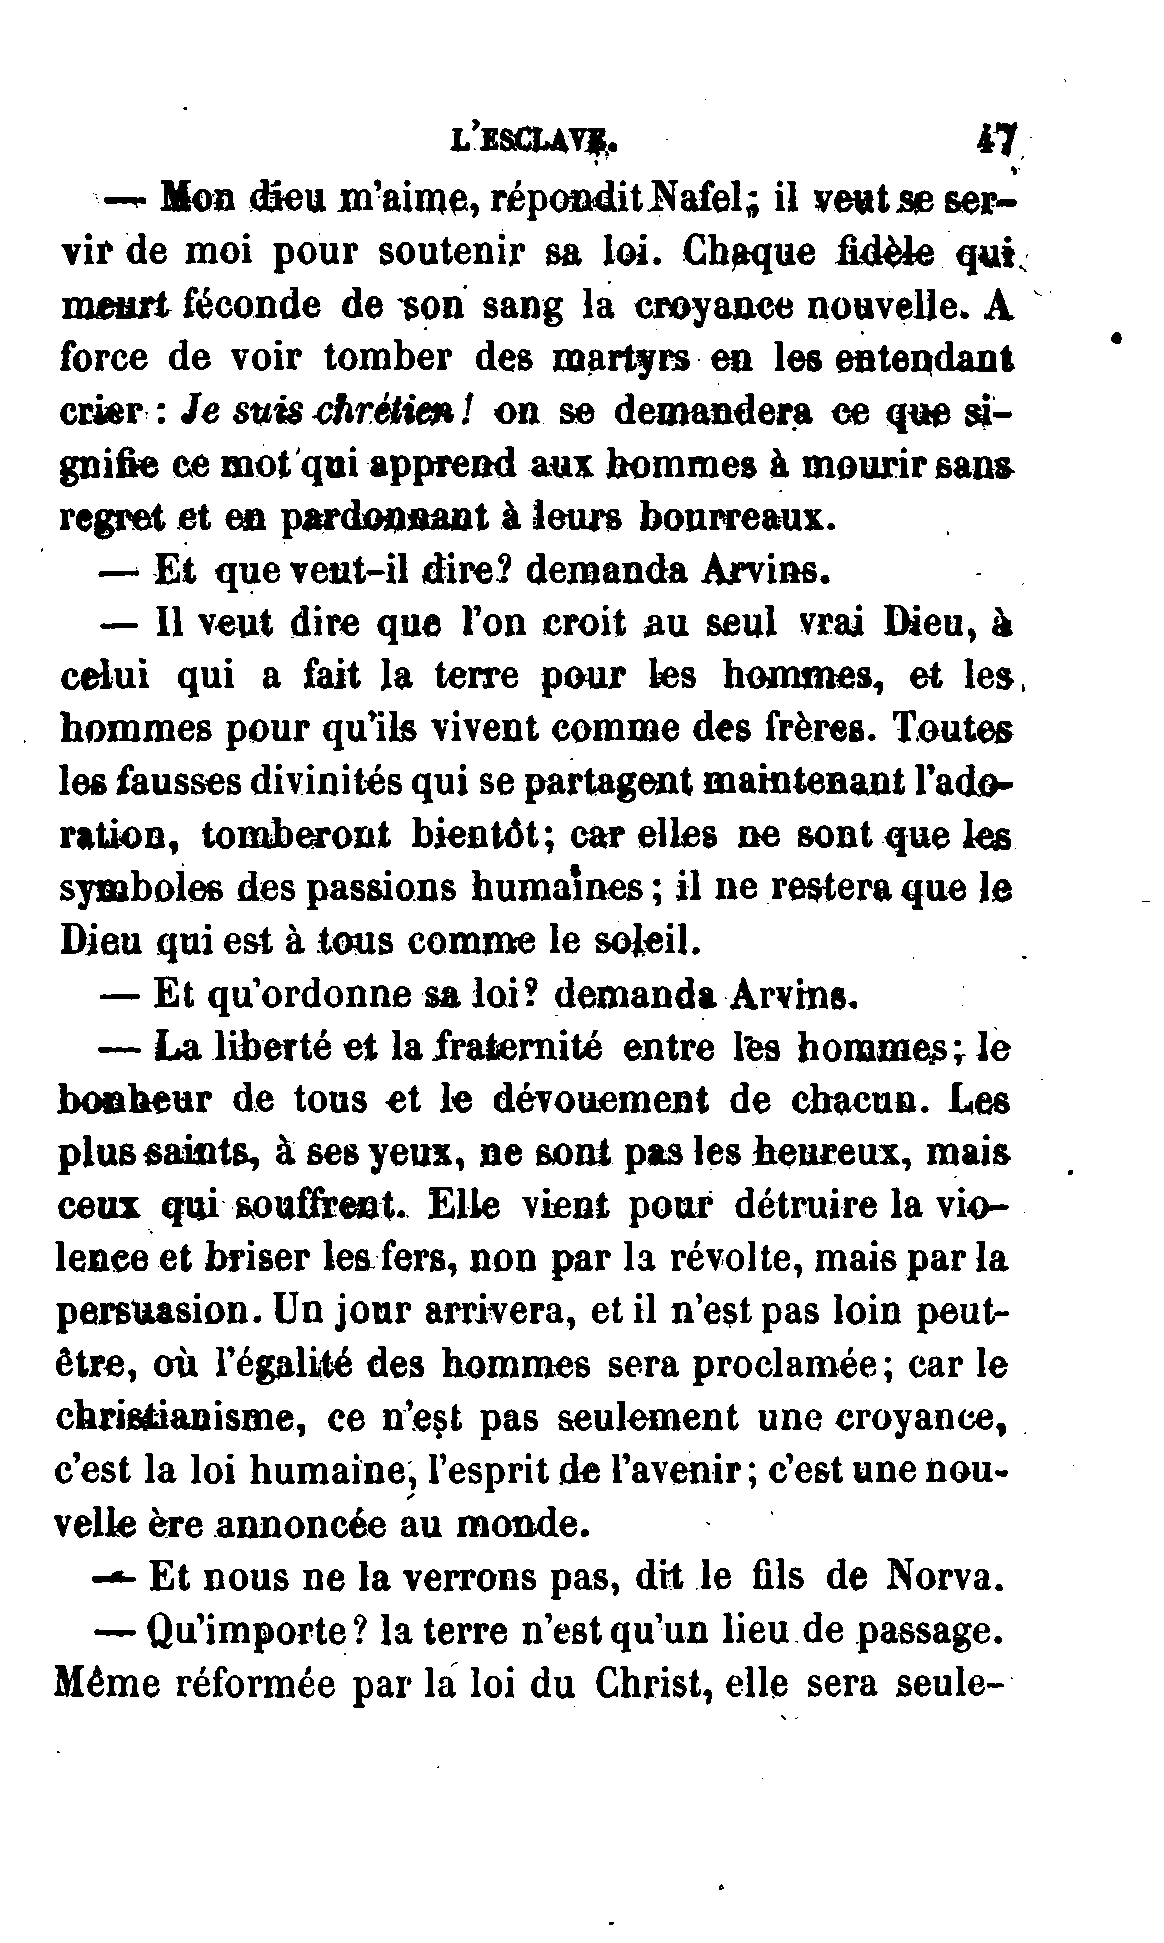 L'ESCLAVE. 47
— Mon dieu m'aime, répondit Nafel; il veut se ser-
vir de moi pour soutenir sa loi. Chaque fidèle qui
meurt féconde de son sang la croyance nouvelle. A
force de voir tomber des martyrs en les entendant
crier : Je suis chrétien ! on se demandera ce que si-
gnifie ce mot qui apprend aux hommes à mourir sans
regret et en pardonnant à leurs bourreaux.
— Et que veut-il dire? demanda Arvins.
— Il veut dire que l'on croit au seul vrai Dieu, à
celui qui a fait la terre pour les hommes, et les
hommes pour qu'ils vivent comme des frères. Toutes
les fausses divinités qui se partagent maintenant l'ado-
ration, tomberont bientôt; car elles ne sont que les
symboles des passions humaines ; il ne restera que le
Dieu qui est à tous comme le soleil.
— Et qu'ordonne sa loi? demanda Arvins.
— La liberté et la fraternité entre les hommes; le
bonheur de tous et le dévouement de chacun. Les
plus saints, à ses yeux, ne sont pas les heureux, mais
ceux qui souffrent. Elle vient pour détruire la vio-
lence et briser les fers, non par la révolte, mais par la
persuasion. Un jour arrivera, et il n'est pas loin peut-
être, où l'égalité des hommes sera proclamée; car le
christianisme, ce n'est pas seulement une croyance,
c'est la loi humaine, l'esprit de l'avenir ; c'est une nou-
velle ère annoncée au monde.
— Et nous ne la verrons pas, dit le fils de Norva.
— Qu'importe? la terre n'est qu'un lieu de passage.
Même réformée par la loi du Christ, elle sera seule-